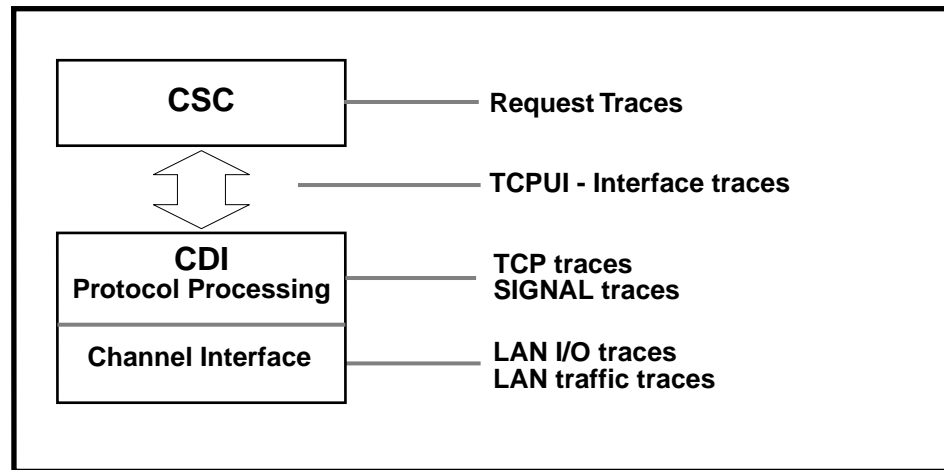 CSC
Request Traces
TCPUI - Interface traces
CDI
Protocol Processing
TCP traces
SIGNAL traces
Channel Interface
LAN I/O traces
LAN traffic traces